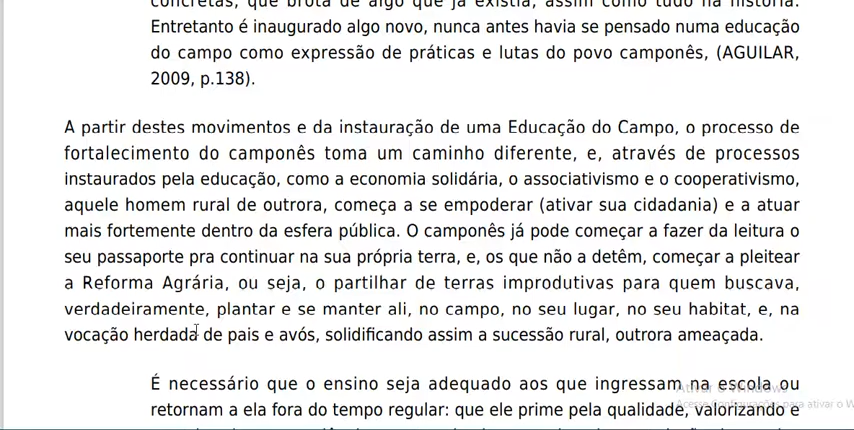 concretas, que brota de algo que já existia, assim como tudo na história.
Entretanto é inaugurado algo novo, nunca antes havia se pensado numa educação
do campo como expressão de práticas e lutas do povo camponês, (AGUILAR,
2009, p.138).
A partir destes movimentos e da instauração de uma Educação do Campo, o processo de
fortalecimento do camponês toma um caminho diferente, e, através de processos
instaurados pela educação, como a economia solidária, o associativismo e o cooperativismo,
aquele homem rural de outrora, começa a se empoderar (ativar sua cidadania) e a atuar
mais fortemente dentro da esfera pública. O camponês já pode começar a fazer da leitura o
seu passaporte pra continuar na sua própria terra, e, os que não a detêm, começar a pleitear
a Reforma Agrária, ou seja, o partilhar de terras improdutivas para quem buscava,
verdadeiramente, plantar e se manter ali, no campo, no seu lugar, no seu habitat, e, na
vocação herdada de pais e avós, solidificando assim a sucessão rural, outrora ameaçada.
É necessário que o ensino seja adequado aos que ingressam na escola ou
retornam a ela fora do tempo regular: que ele prime pela qualidade, valorizando e
Ativar o Windows
Acesse Configurações para ativar o W